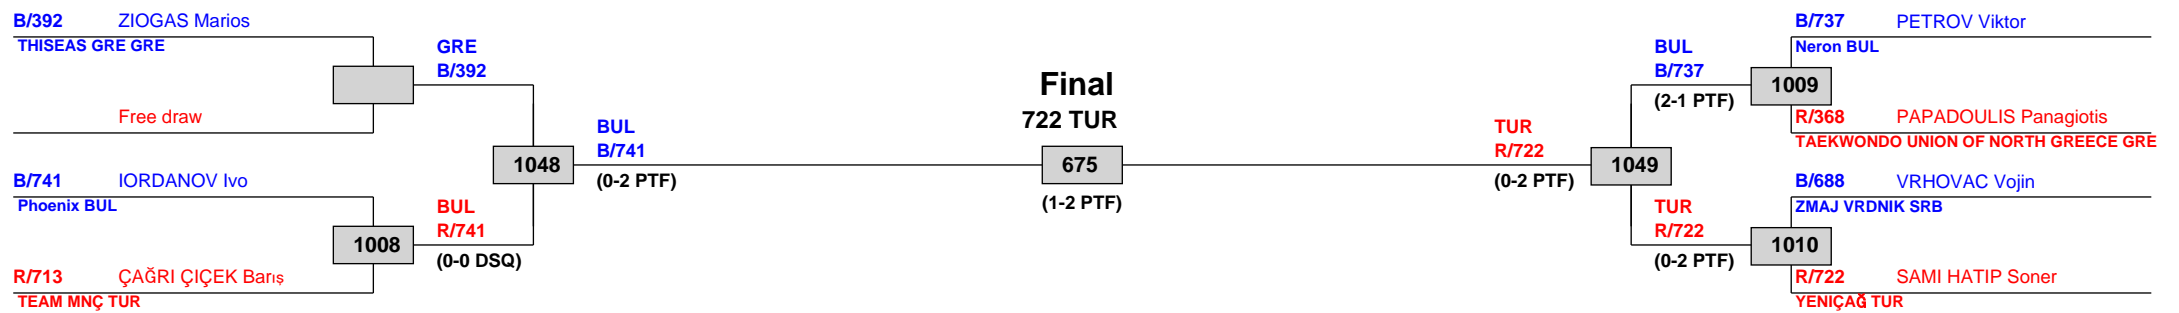 B/392 ZIOGAS Marios
THISEAS GRE GRE
Free draw
B/741 IORDANOV Ivo
Phoenix BUL
R/713 ÇAĞRI ÇIÇEK Barış
TEAM MNÇ TUR
GRE
B/392
1008
BUL
R/741
(0-0 DSQ)
1048
BUL
B/741
(0-2 PTF)
Final
722 TUR
675
(1-2 PTF)
TUR
R/722
(0-2 PTF)
1049
BUL
B/737
(2-1 PTF)
TUR
R/722
(0-2 PTF)
1009
1010
B/737 PETROV Viktor
Neron BUL
R/368 PAPADOULIS Panagiotis
TAEKWONDO UNION OF NORTH GREECE GRE
B/688 VRHOVAC Vojin
ZMAJ VRDNIK SRB
R/722 SAMI HATIP Soner
YENIÇAĞ TUR